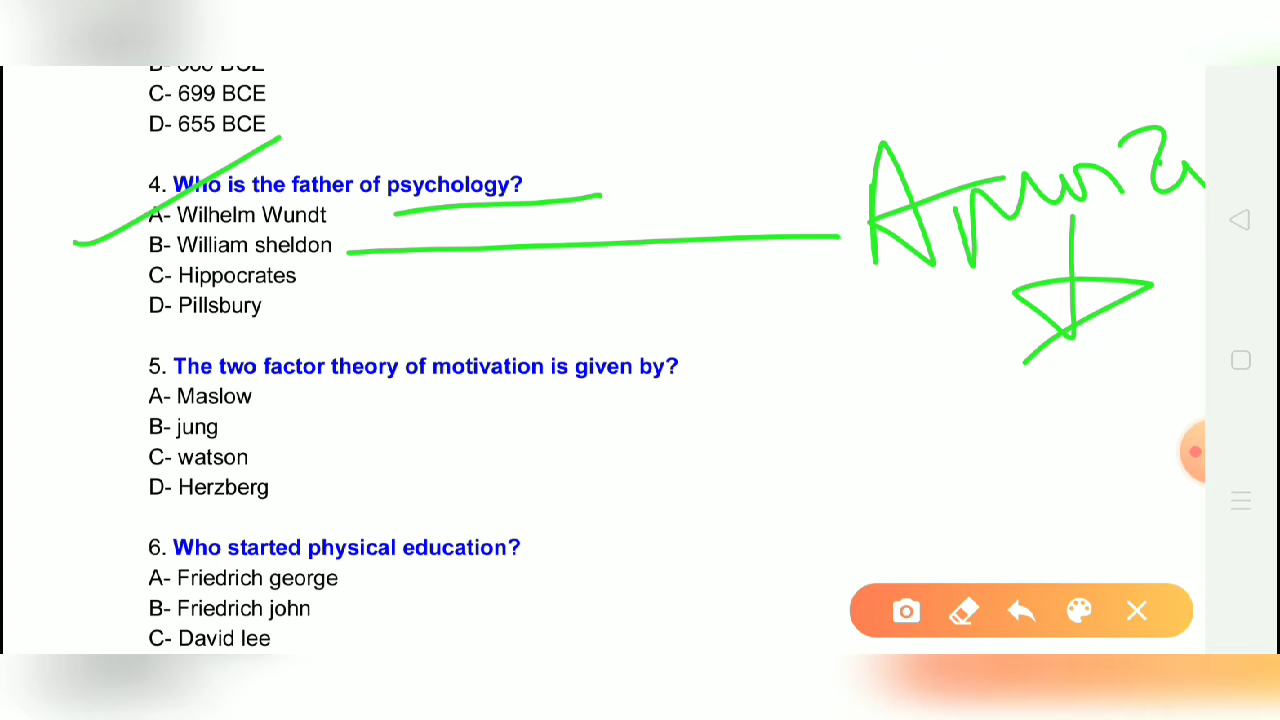 C- 699 BCE
D- 655 BCE
4. Who is the father of psychology?
A- Wilhelm Wundt
B- William sheldon
C- Hippocrates
D- Pillsbury
5. The two factor theory of motivation is given by?
A- Maslow
B- jung
C- watson
D- Herzberg
6. Who started physical education?
A- Friedrich george
B- Friedrich john
C- David lee